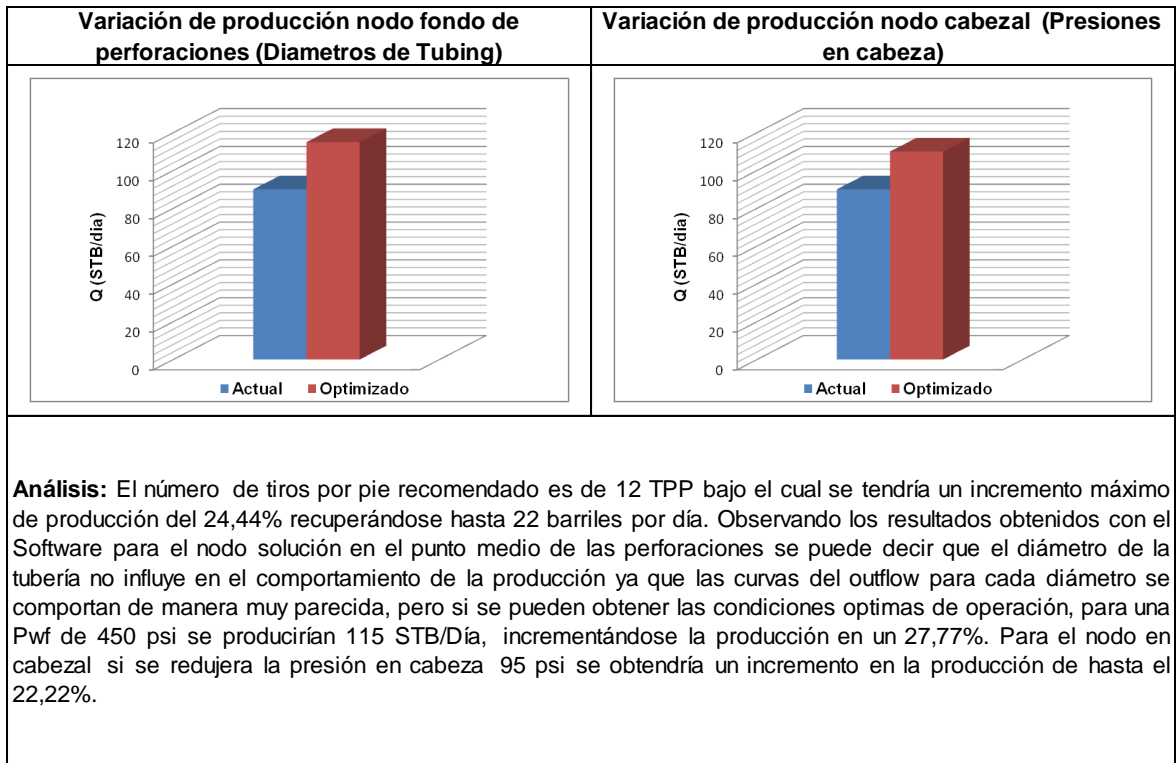 Variación de producción nodo fondo de
perforaciones (Diametros de Tubing)
Variación de producción nodo cabezal (Presiones
en cabeza)
120
100
80
60
40
20
0
Q (STB/día)
Actual Optimizado
120
100
80
60
40
20
0
Q (STB/día)
Actual Optimizado
Análisis: El número de tiros por pie recomendado es de 12 TPP bajo el cual se tendría un incremento máximo
de producción del 24,44% recuperándose hasta 22 barriles por día. Observando los resultados obtenidos con el
Software para el nodo solución en el punto medio de las perforaciones se puede decir que el diámetro de la
tubería no influye en el comportamiento de la producción ya que las curvas del outflow para cada diámetro se
comportan de manera muy parecida, pero si se pueden obtener las condiciones optimas de operación, para una
Pwf de 450 psi se producirían 115 STB/Día, incrementándose la producción en un 27,77%. Para el nodo en
cabezal si se redujera la presión en cabeza 95 psi se obtendría un incremento en la producción de hasta el
22,22%.